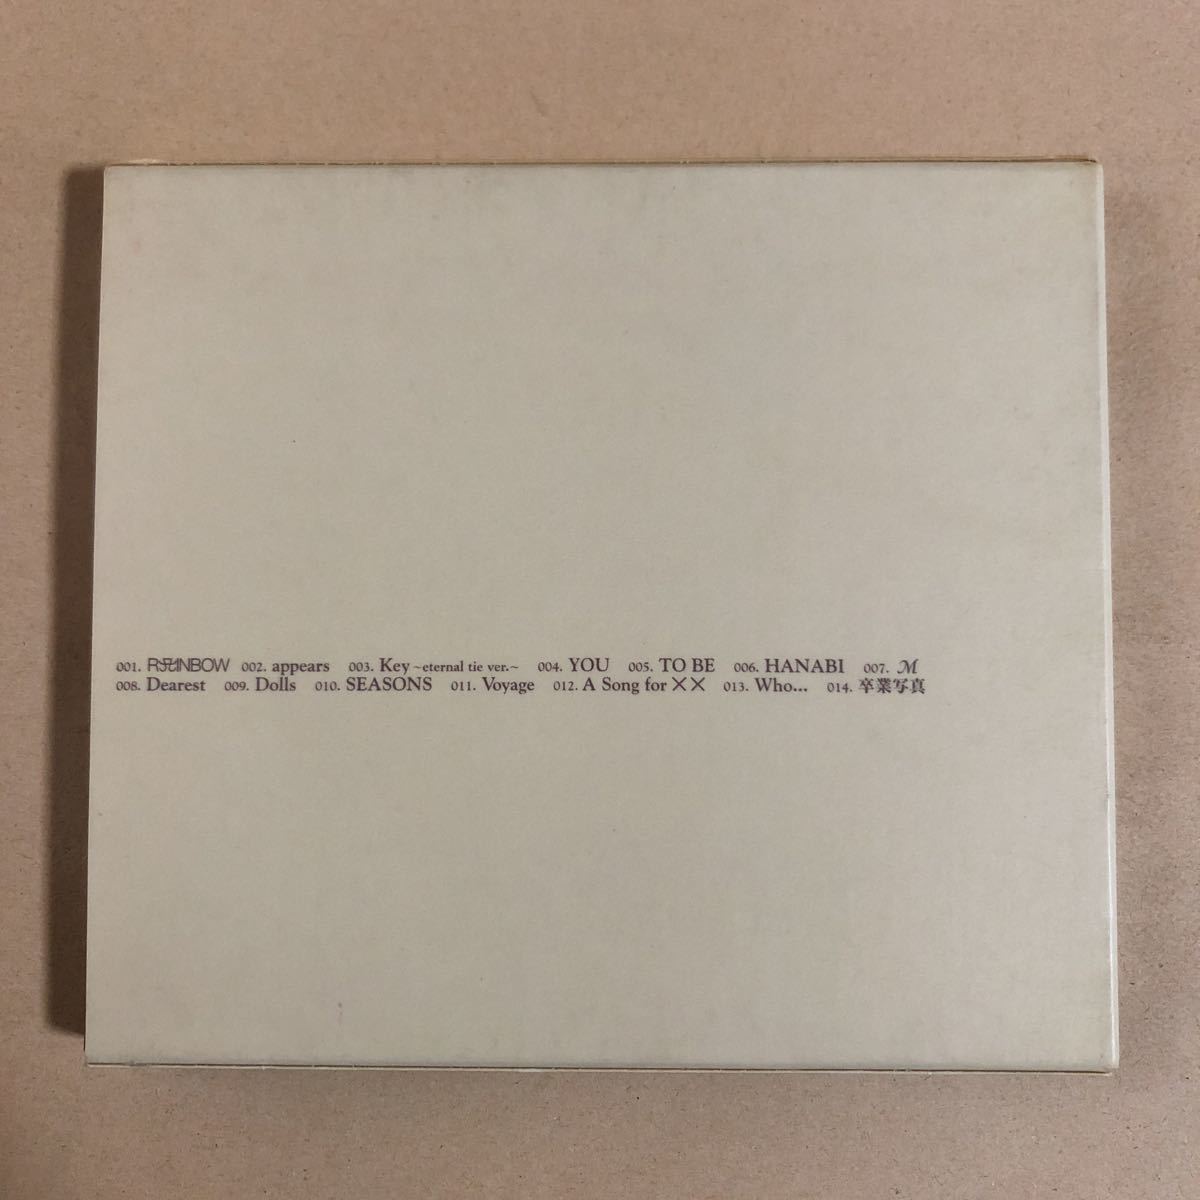 001. RAINBOW 002. appears 003. Key ~eternal tie ver.~ 004. YOU 005. TO BE 006. HANABI 007. M
008. Dearest 009. Dolls 010. SEASONS 011. Voyage 012. A Song for ×× 013. Who... 014. 卒業写真